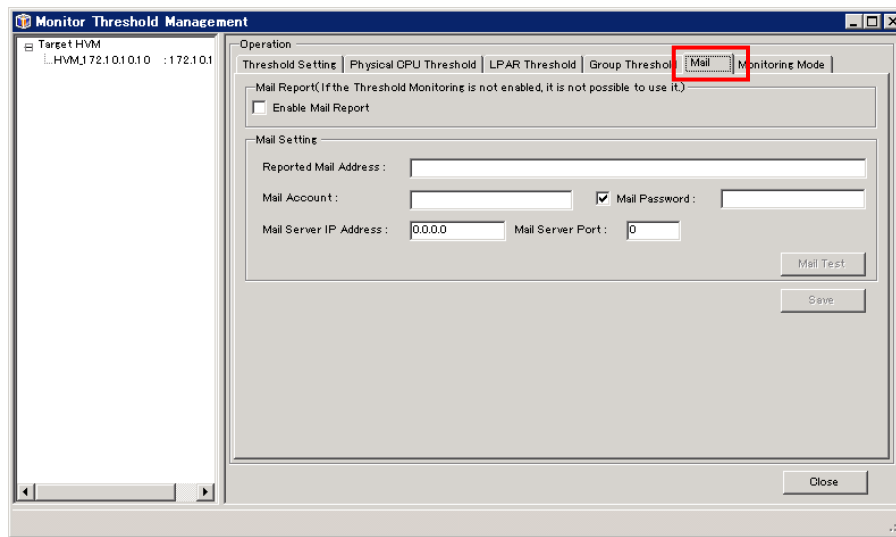 Monitor Threshold Management
Target HVM
HVM_172.10.10.10 :172.10.1
Operation
Threshold Setting Physical CPU Threshold LPAR Threshold Group Threshold Mail Monitoring Mode
Mail Report(If the Threshold Monitoring is not enabled, it is not possible to use it.)
Enable Mail Report
Mail Setting
Reported Mail Address :
Mail Account : Mail Password :
Mail Server IP Address : 0.0.0.0 Mail Server Port : 0
Mail Test
Save
Close